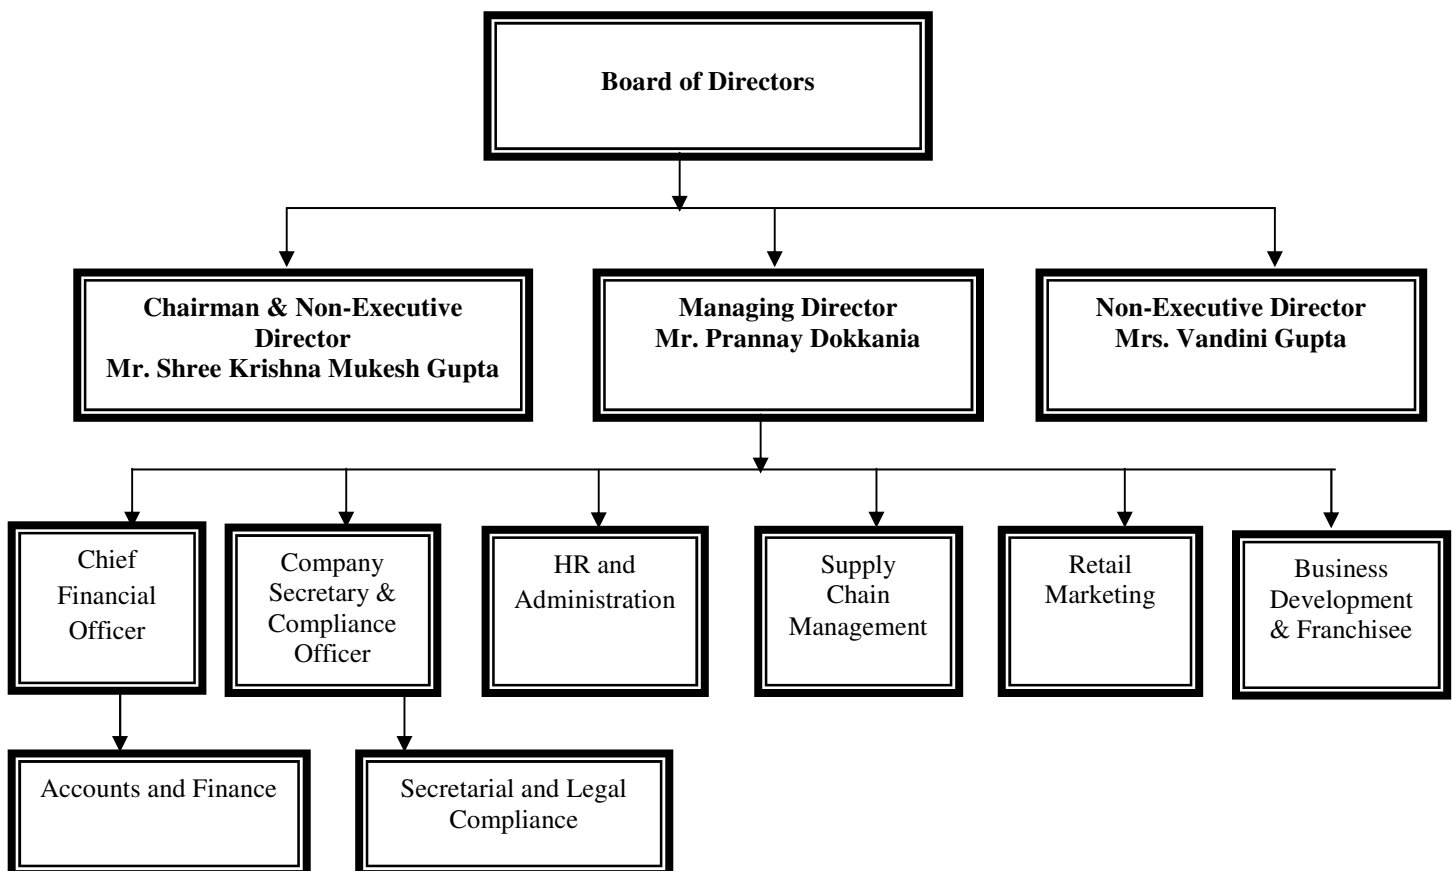 Board of Directors
Chairman & Non-Executive
Director
Mr. Shree Krishna Mukesh Gupta
Managing Director
Mr. Prannay Dokkania
Non-Executive Director
Mrs. Vandini Gupta
Chief
Financial
Officer
Company
Secretary &
Compliance
Officer
HR and
Administration
Supply
Chain
Management
Retail
Marketing
Business
Development
& Franchisee
Accounts and Finance
Secretarial and Legal
Compliance